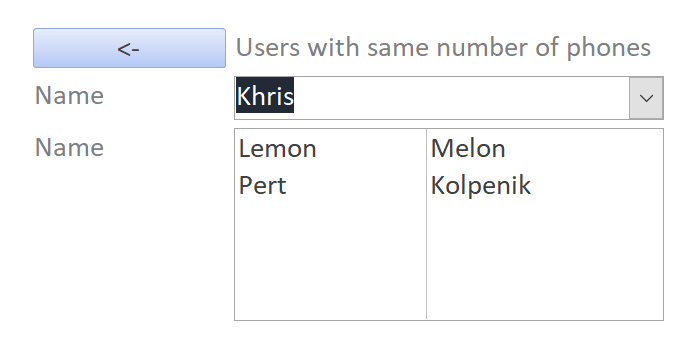 <- Users with same number of phones
Name Khris
Name Lemon Melon
Pert Kolpenik